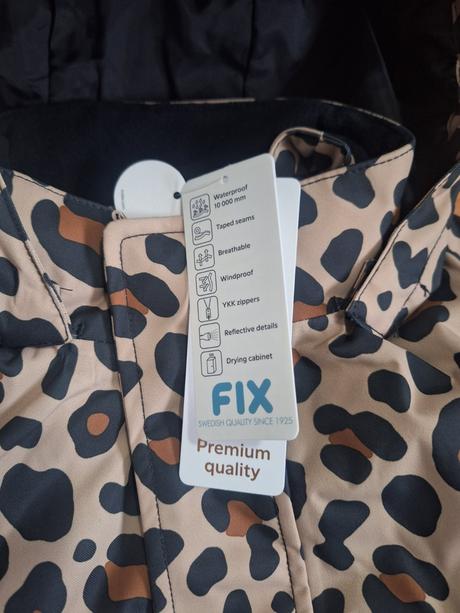 Waterproof
10 000 mm
Taped seams
Breathable
Windproof
YKK zippers
Reflective details
Drying cabinet
FIX
SWEDISH QUALITY SINCE 1925
Premium
quality